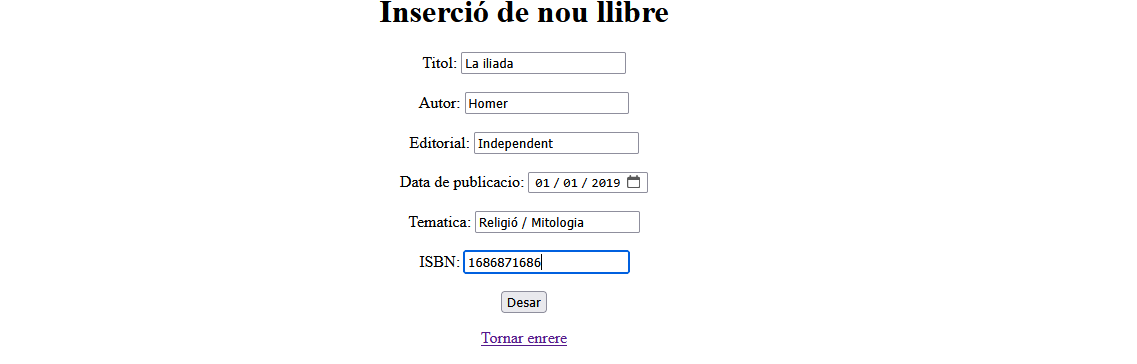 Inserció de nou llibre
Titol: La iliada
Autor: Homer
Editorial: Independent
Data de publicacio: 01 / 01 / 2019
Tematica: Religió / Mitologia
ISBN: 1686871686
Desar
Tornar enrere